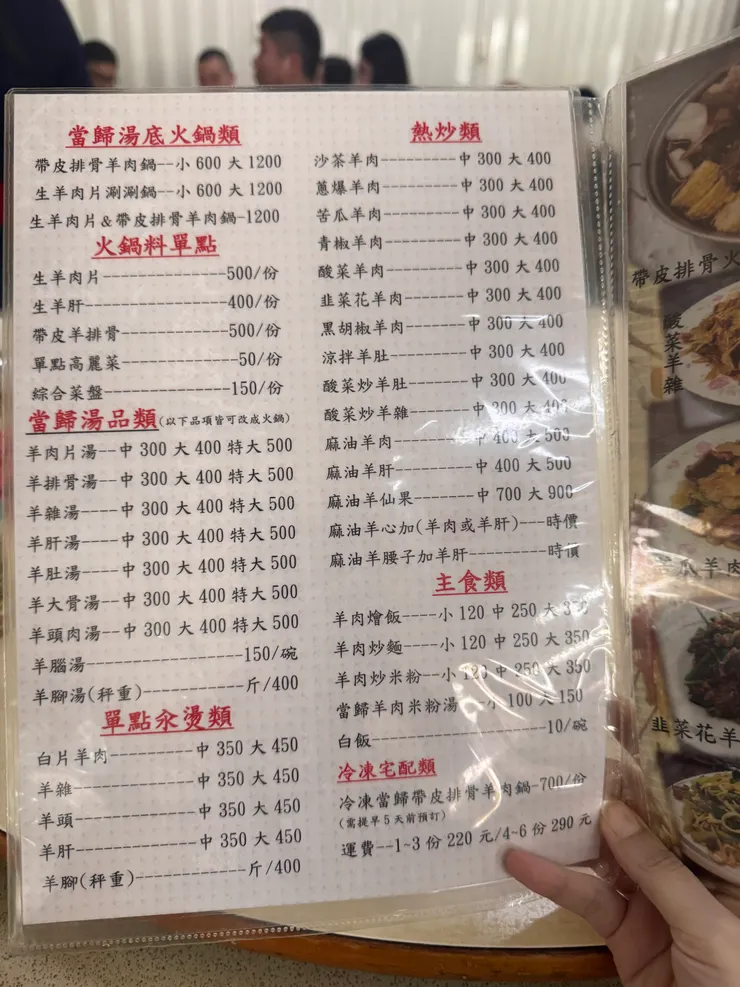 當歸湯底火鍋類
帶皮排骨羊肉鍋--小 600 大 1200
生羊肉片涮涮鍋--小 600 大 1200
生羊肉片&帶皮排骨羊肉鍋-1200
火鍋料單點
生羊肉片---------------500/份
生羊肝-----------------400/份
帶皮羊排骨-------------500/份
單點高麗菜--------------50/份
綜合菜盤---------------150/份
當歸湯品類(以下品項皆可改成火鍋)
羊肉片湯--中 300 大 400 特大 500
羊排骨湯--中 300 大 400 特大 500
羊雜湯----中 300 大 400 特大 500
羊肝湯----中 300 大 400 特大 500
羊肚湯----中 300 大 400 特大 500
羊大骨湯--中 300 大 400 特大 500
羊頭肉湯--中 300 大 400 特大 500
羊腦湯-------------------150/碗
羊腳湯(秤重)-----------斤/400
單點汆燙類
白片羊肉---------中 350 大 450
羊雜-------------中 350 大 450
羊頭-------------中 350 大 450
羊肝-------------中 350 大 450
羊腳(秤重)------------斤/400
熱炒類
沙茶羊肉---------中 300 大 400
蔥爆羊肉---------中 300 大 400
苦瓜羊肉---------中 300 大 400
青椒羊肉---------中 300 大 400
酸菜羊肉---------中 300 大 400
韭菜花羊肉-------中 300 大 400
黑胡椒羊肉-------中 300 大 400
涼拌羊肚---------中 300 大 400
酸菜炒羊肚-------中 300 大 400
酸菜炒羊雜-------中 300 大 400
麻油羊肉---------中 400 大 500
麻油羊肝---------中 400 大 500
麻油羊仙果-------中 700 大 900
麻油羊心加(羊肉或羊肝)---時價
麻油羊腰子加羊肝---------時價
主食類
羊肉燴飯----小 120 中 250 大 350
羊肉炒麵----小 120 中 250 大 350
羊肉炒米粉--小 120 中 250 大 350
當歸羊肉米粉湯---小 100 大 150
白飯---------------------10/碗
冷凍宅配類
冷凍當歸帶皮排骨羊肉鍋-700/份
(需提早 5 天前預訂)
運費--1~3 份 220 元/4~6 份 290 元
帶皮排骨火
酸菜羊雜
瓜羊肉
韭菜花羊